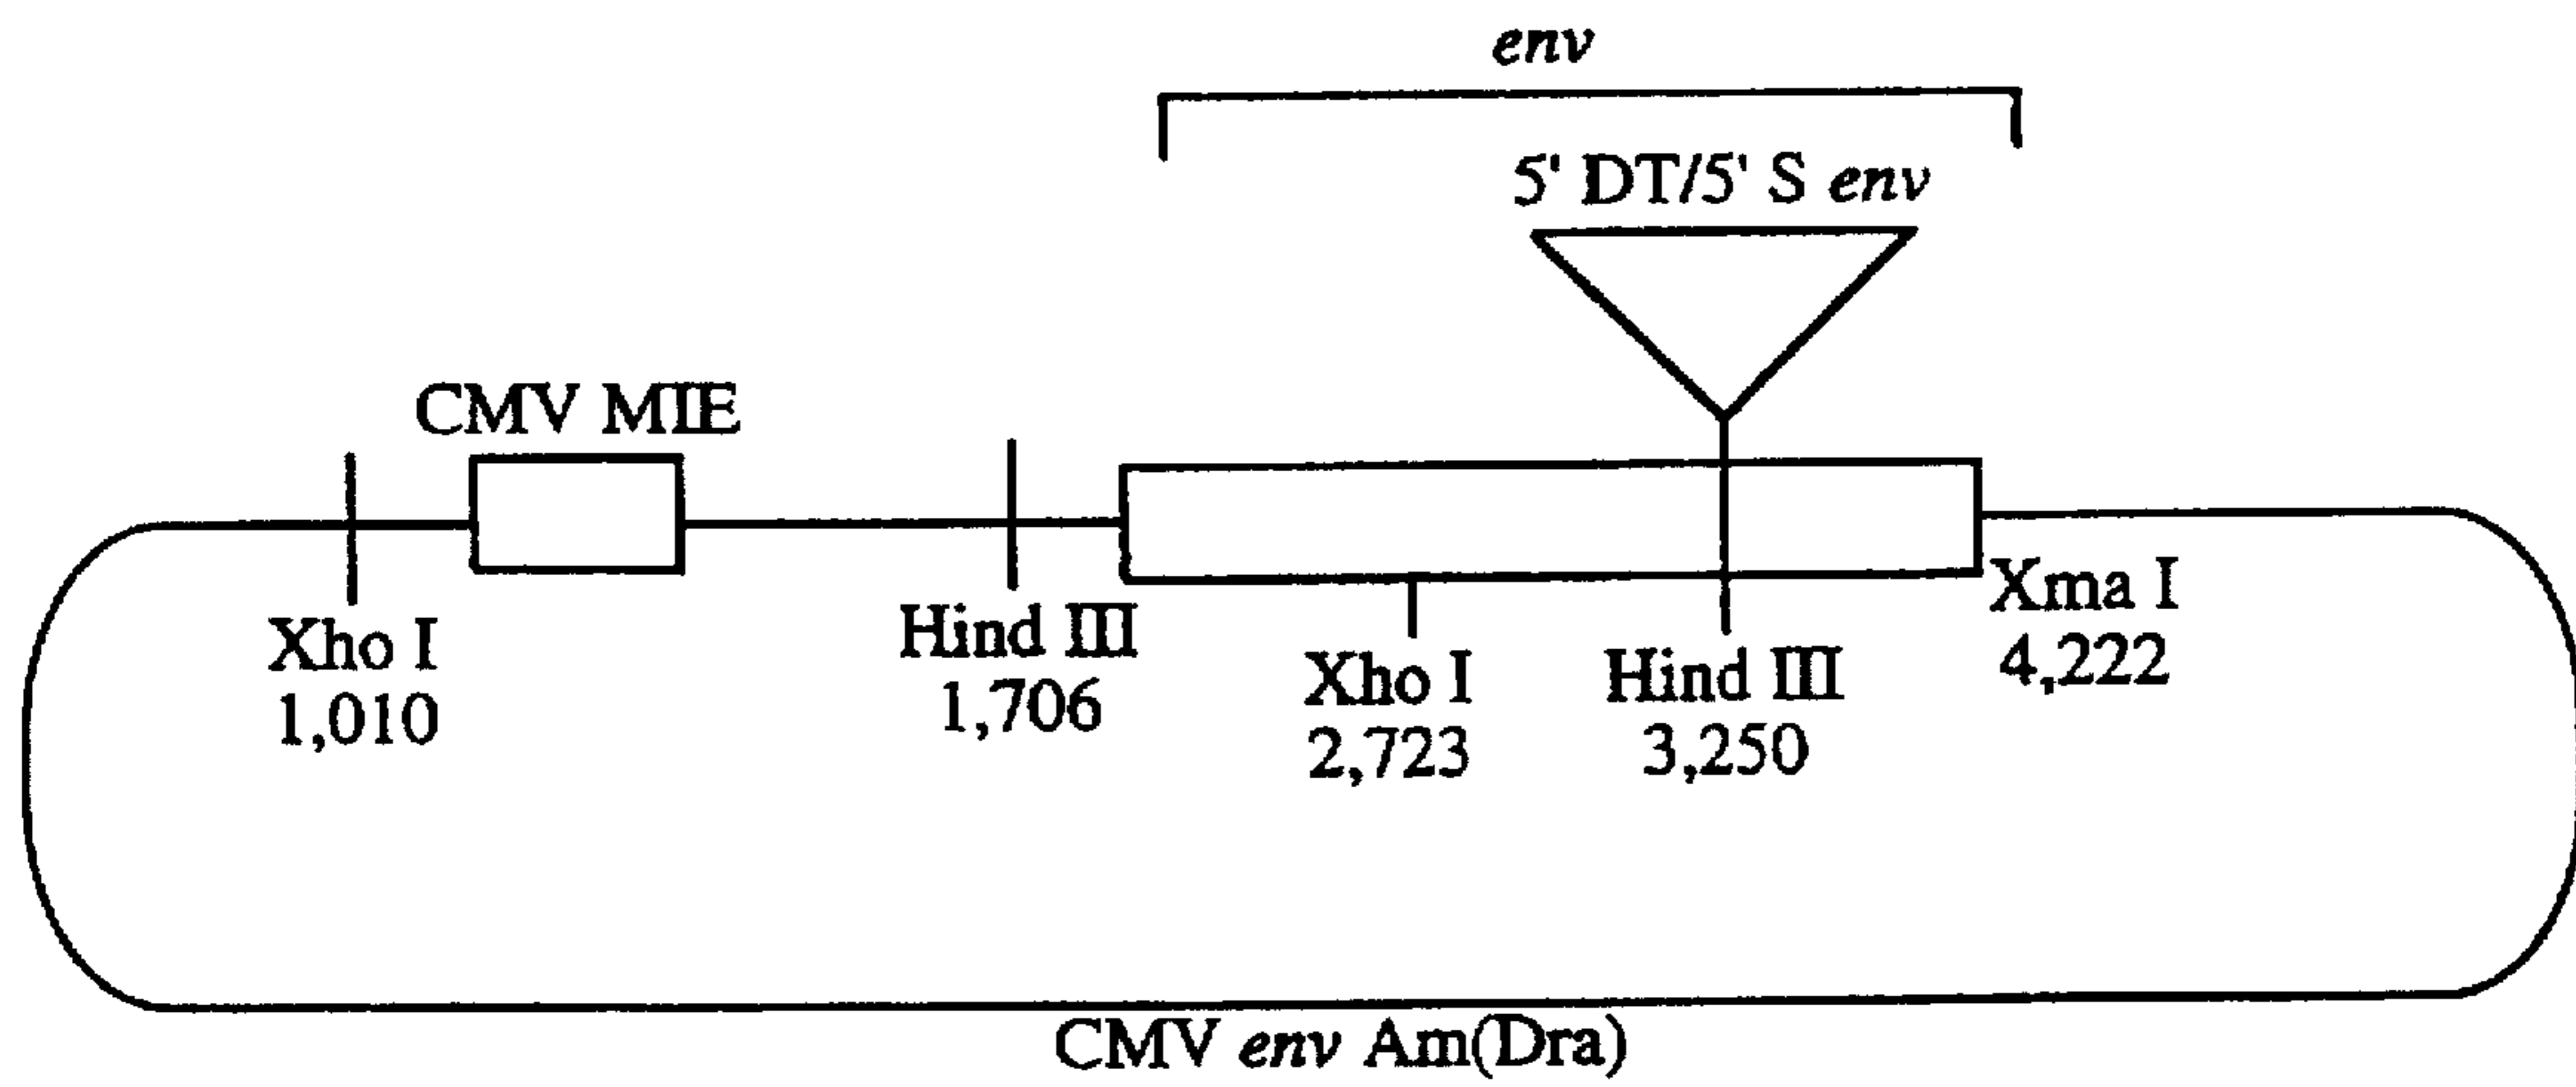 env
5' DT/5' S env
CMV MIE
Xho I
1,010
Hind III
1,706
Xho I
2,723
Hind III
3,250
Xma I
4,222
CMV env Am(Dra)